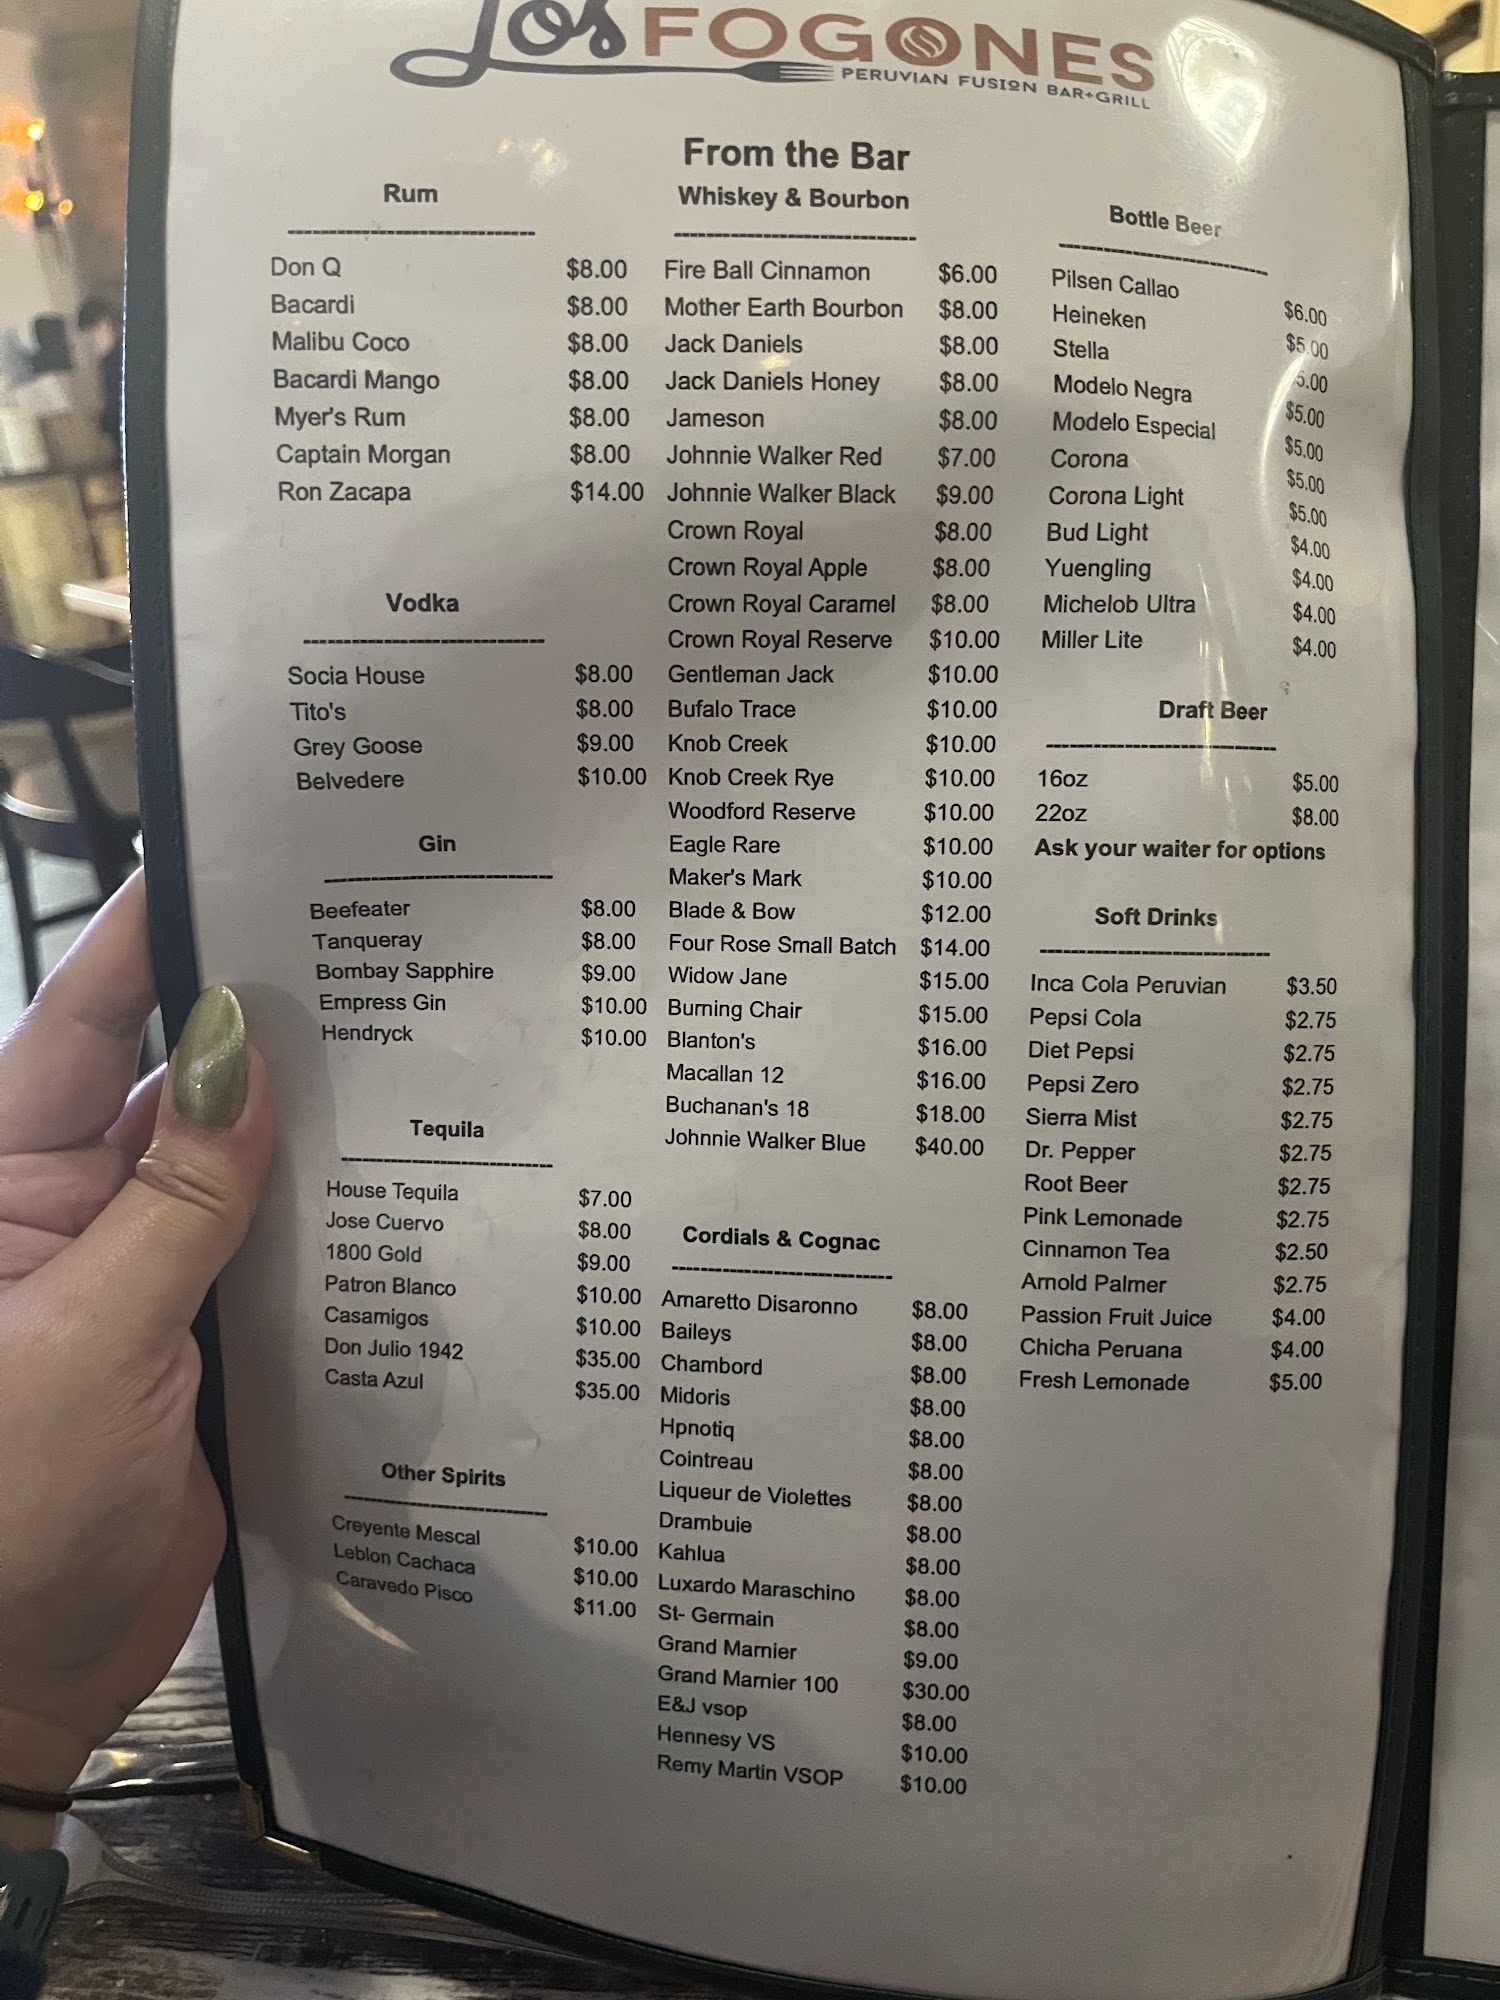 Los FOGONES
PERUVIAN FUSION BAR+GRILL
From the Bar
Rum
Don Q $8.00
Bacardi $8.00
Malibu Coco $8.00
Bacardi Mango $8.00
Myer's Rum $8.00
Captain Morgan $8.00
Ron Zacapa $14.00
Vodka
Socia House $8.00
Tito's $8.00
Grey Goose $9.00
Belvedere $10.00
Gin
Beefeater $8.00
Tanqueray $8.00
Bombay Sapphire $9.00
Empress Gin $10.00
Hendryck $10.00
Tequila
House Tequila $7.00
Jose Cuervo $8.00
1800 Gold $9.00
Patron Blanco $10.00
Casamigos $10.00
Don Julio 1942 $35.00
Casta Azul $35.00
Other Spirits
Creyente Mescal $10.00
Leblon Cachaca $10.00
Caravedo Pisco $11.00
Whiskey & Bourbon
Fire Ball Cinnamon $6.00
Mother Earth Bourbon $8.00
Jack Daniels $8.00
Jack Daniels Honey $8.00
Jameson $8.00
Johnnie Walker Red $7.00
Johnnie Walker Black $9.00
Crown Royal $8.00
Crown Royal Apple $8.00
Crown Royal Caramel $8.00
Crown Royal Reserve $10.00
Gentleman Jack $10.00
Bufalo Trace $10.00
Knob Creek $10.00
Knob Creek Rye $10.00
Woodford Reserve $10.00
Eagle Rare $10.00
Maker's Mark $10.00
Blade & Bow $12.00
Four Rose Small Batch $14.00
Widow Jane $15.00
Burning Chair $15.00
Blanton's $16.00
Macallan 12 $16.00
Buchanan's 18 $18.00
Johnnie Walker Blue $40.00
Cordials & Cognac
Amaretto Disaronno $8.00
Baileys $8.00
Chambord $8.00
Midoris $8.00
Hpnotiq $8.00
Cointreau $8.00
Liqueur de Violettes $8.00
Drambuie $8.00
Kahlua $8.00
Luxardo Maraschino $8.00
St- Germain $8.00
Grand Marnier $9.00
Grand Marnier 100 $30.00
E&J vsop $8.00
Hennesy VS $10.00
Remy Martin VSOP $10.00
Bottle Beer
Pilsen Callao $6.00
Heineken $5.00
Stella 5.00
Modelo Negra $5.00
Modelo Especial $5.00
Corona $5.00
Corona Light $5.00
Bud Light $4.00
Yuengling $4.00
Michelob Ultra $4.00
Miller Lite $4.00
Draft Beer
16oz $5.00
22oz $8.00
Ask your waiter for options
Soft Drinks
Inca Cola Peruvian $3.50
Pepsi Cola $2.75
Diet Pepsi $2.75
Pepsi Zero $2.75
Sierra Mist $2.75
Dr. Pepper $2.75
Root Beer $2.75
Pink Lemonade $2.75
Cinnamon Tea $2.50
Arnold Palmer $2.75
Passion Fruit Juice $4.00
Chicha Peruana $4.00
Fresh Lemonade $5.00